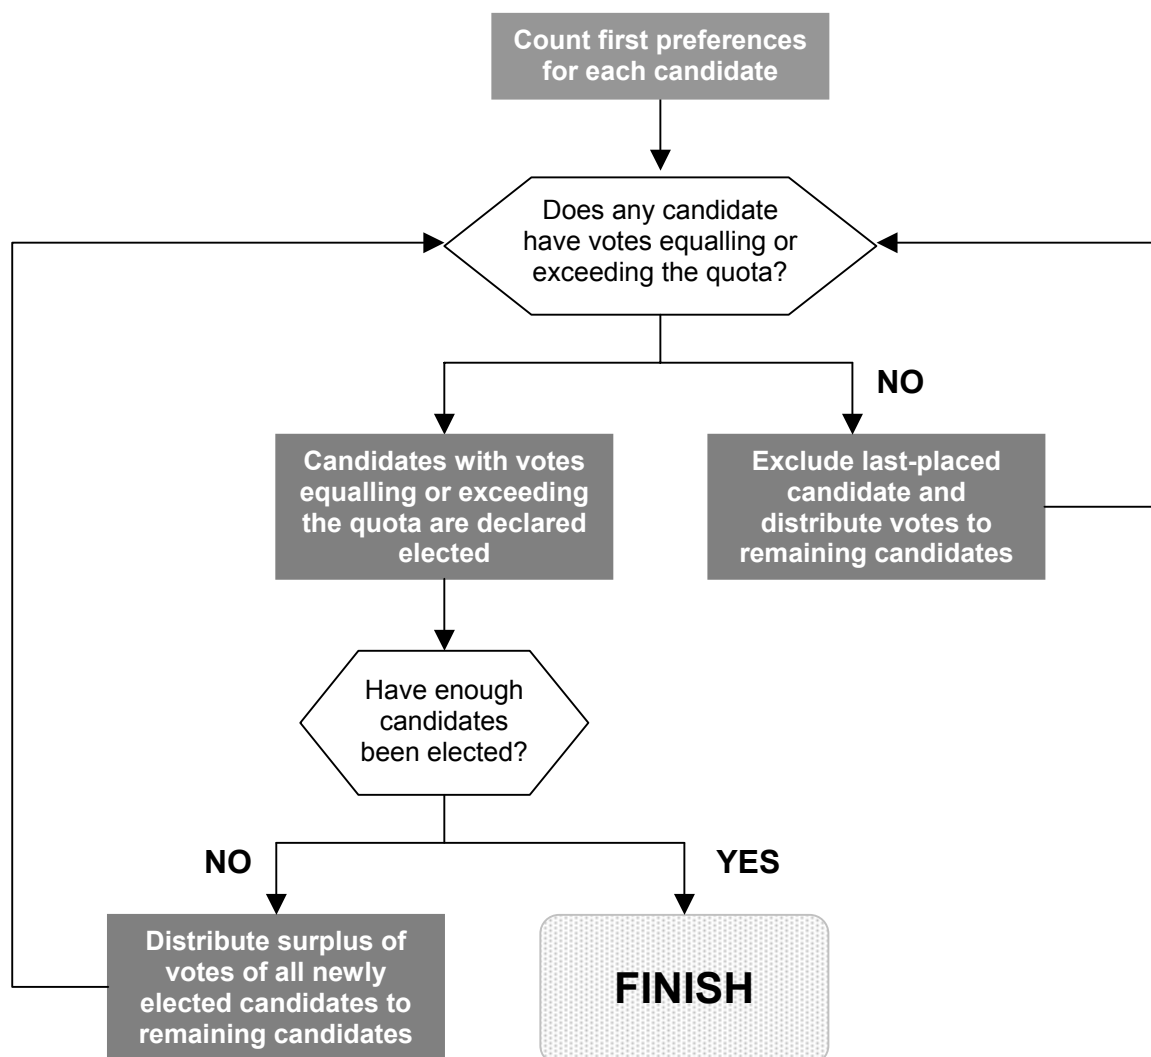 Count first preferences
for each candidate
Does any candidate
have votes equalling or
exceeding the quota?
NO
Candidates with votes
equalling or exceeding
the quota are declared
elected
Exclude last-placed
candidate and
distribute votes to
remaining candidates
Have enough
candidates
been elected?
NO
YES
Distribute surplus of
votes of all newly
elected candidates to
remaining candidates
FINISH